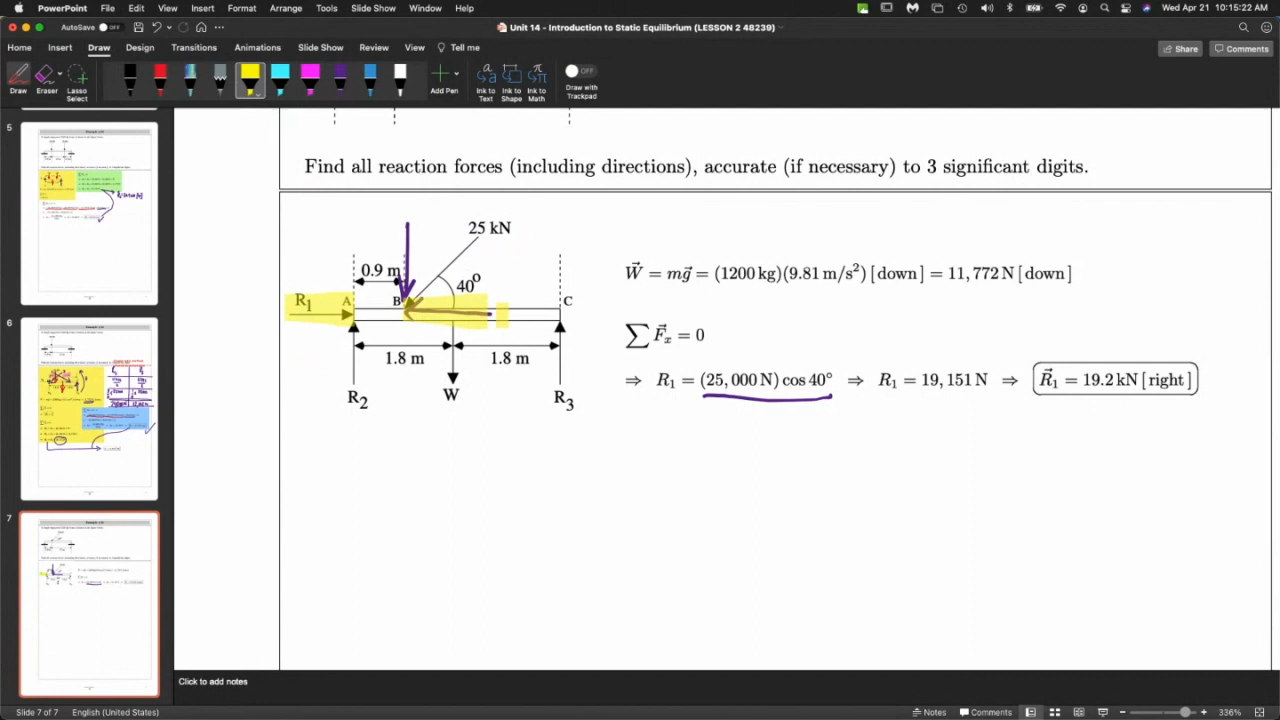 PowerPoint File Edit View Insert Format Arrange Tools Slide Show Window Help Wed Apr 21 10:15:22 AM
AutoSave OFF Unit 14 - Introduction to Static Equilibrium (LESSON 2 48239)
Home Insert Draw Design Transitions Animations Slide Show Review View Tell me Share Comments
Draw Eraser Lasso Select Add Pen Ink to Text Ink to Shape Ink to Math OFF Draw with Trackpad
5
6
7
Find all reaction forces (including directions), accurate (if necessary) to 3 significant digits.
25 kN
0.9 m
40°
R₁ A B C
1.8 m 1.8 m
R₂ W R₃
W⃗ = mg⃗ = (1200 kg)(9.81 m/s²) [down] = 11,772 N [down]
∑ F⃗ₓ = 0
⇒ R₁ = (25,000 N) cos 40° ⇒ R₁ = 19,151 N ⇒ R⃗₁ = 19.2 kN [right]
Click to add notes
Slide 7 of 7 English (United States) Notes Comments 336%